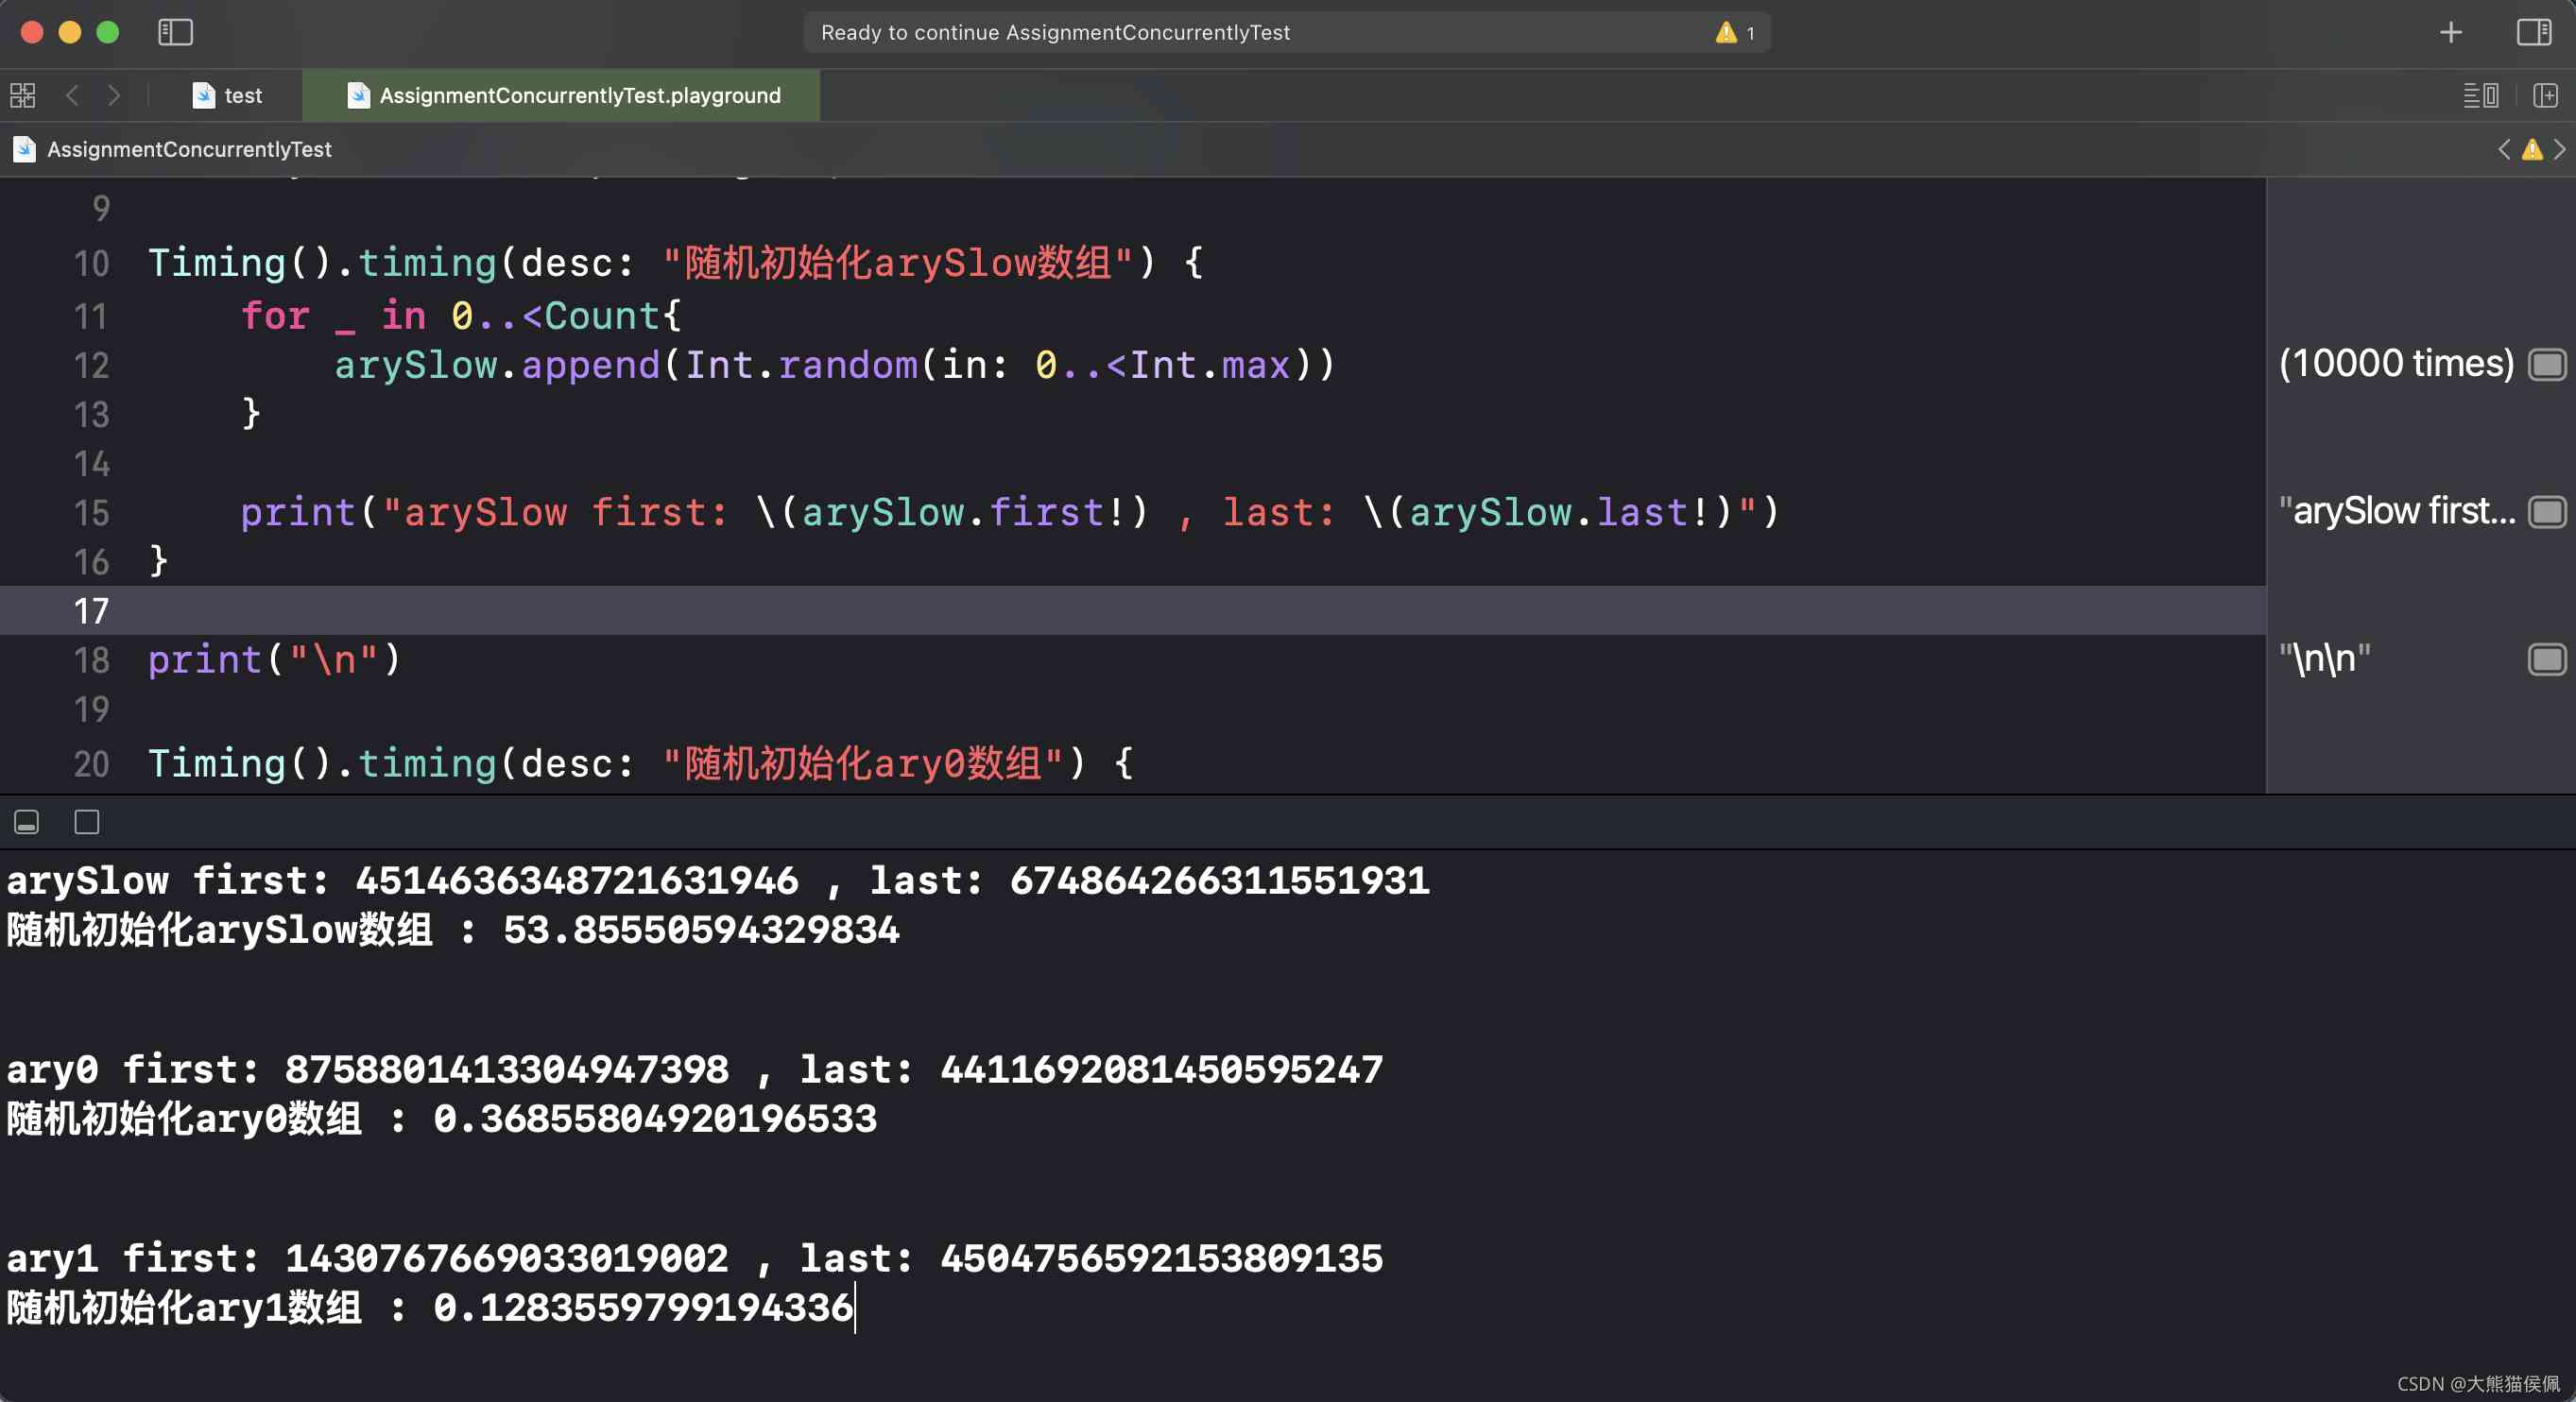 Ready to continue AssignmentConcurrentlyTest
1
test
AssignmentConcurrentlyTest.playground
AssignmentConcurrentlyTest
9
10 Timing().timing(desc: "随机初始化arySlow数组") {
11 for _ in 0..<Count{
12 arySlow.append(Int.random(in: 0..<Int.max))
(10000 times)
13 }
14
15 print("arySlow first: \(arySlow.first!) , last: \(arySlow.last!)")
"arySlow first...
16 }
17
18 print("\n")
"\n\n"
19
20 Timing().timing(desc: "随机初始化ary0数组") {
arySlow first: 4514636348721631946 , last: 674864266311551931
随机初始化arySlow数组 : 53.85550594329834
ary0 first: 8758801413304947398 , last: 4411692081450595247
随机初始化ary0数组 : 0.36855804920196533
ary1 first: 1430767669033019002 , last: 4504756592153809135
随机初始化ary1数组 : 0.1283559799194336
CSDN @大熊猫侯佩